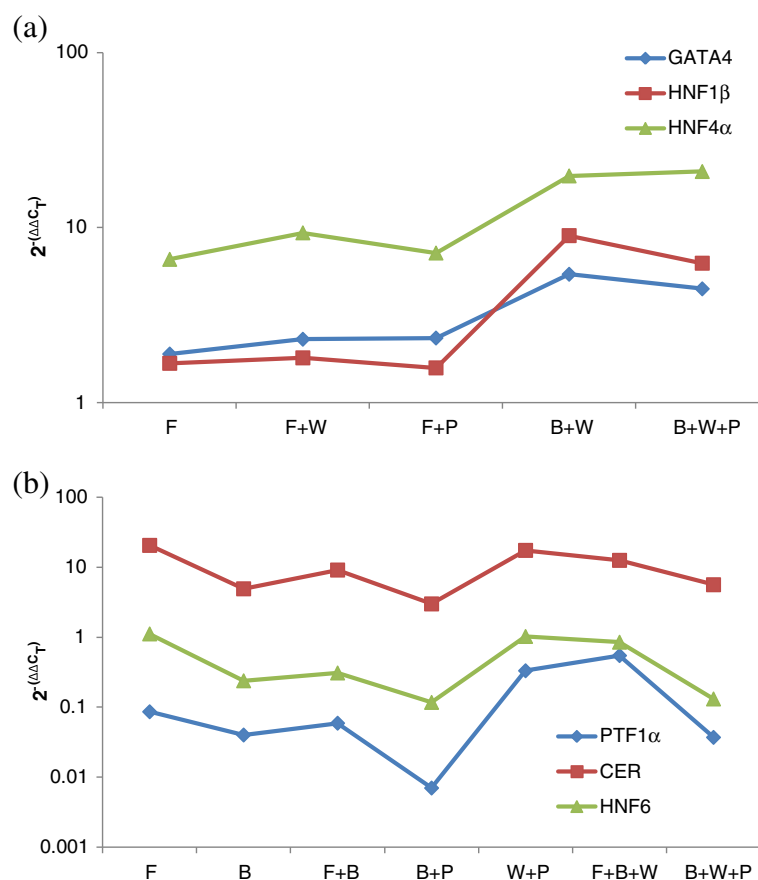 (a)
100
10
1
2-(ΔΔCT)
GATA4
HNF1β
HNF4α
F F+W F+P B+W B+W+P
(b)
100
10
1
0.1
0.01
0.001
2-(ΔΔCT)
PTF1α
CER
HNF6
F B F+B B+P W+P F+B+W B+W+P